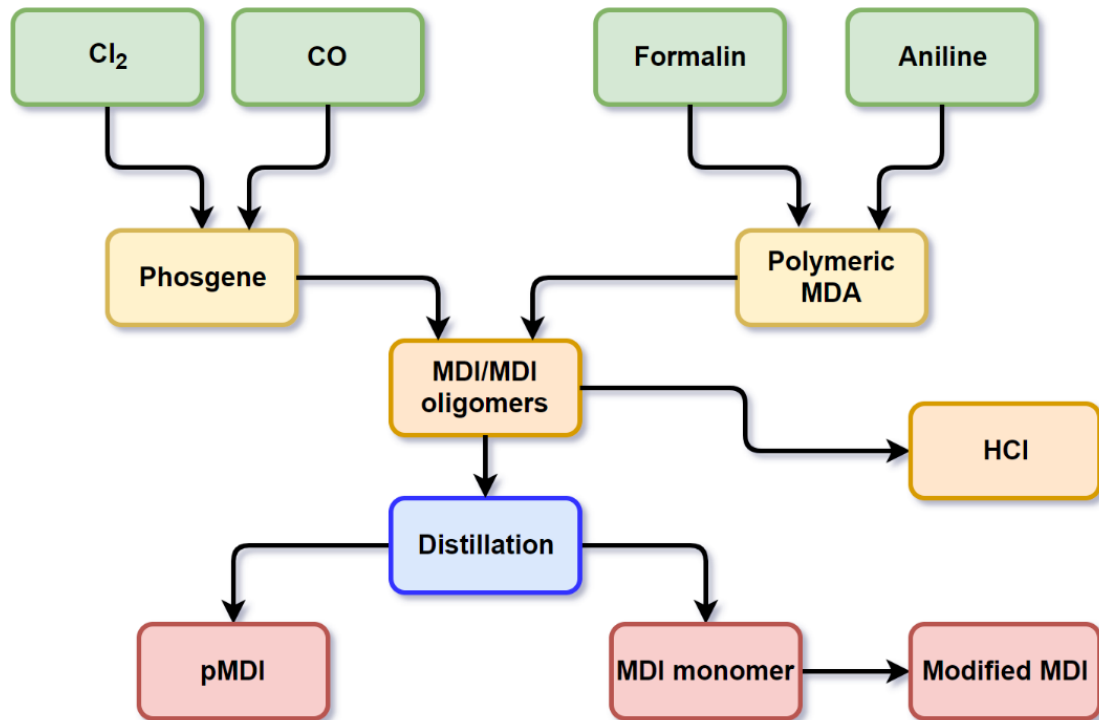 Cl₂
CO
Formalin
Aniline
Phosgene
Polymeric
MDA
MDI/MDI
oligomers
HCl
Distillation
pMDI
MDI monomer
Modified MDI